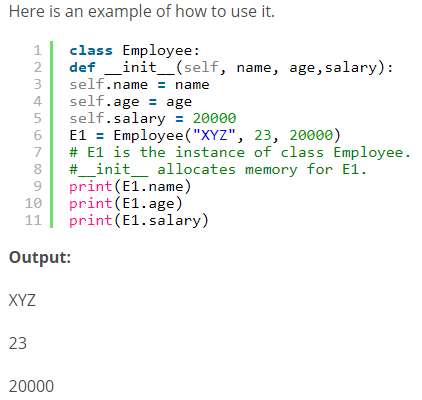 Here is an example of how to use it.
1 class Employee:
2 def __init__(self, name, age,salary):
3 self.name = name
4 self.age = age
5 self.salary = 20000
6 E1 = Employee("XYZ", 23, 20000)
7 # E1 is the instance of class Employee.
8 #__init__ allocates memory for E1.
9 print(E1.name)
10 print(E1.age)
11 print(E1.salary)
Output:
XYZ
23
20000